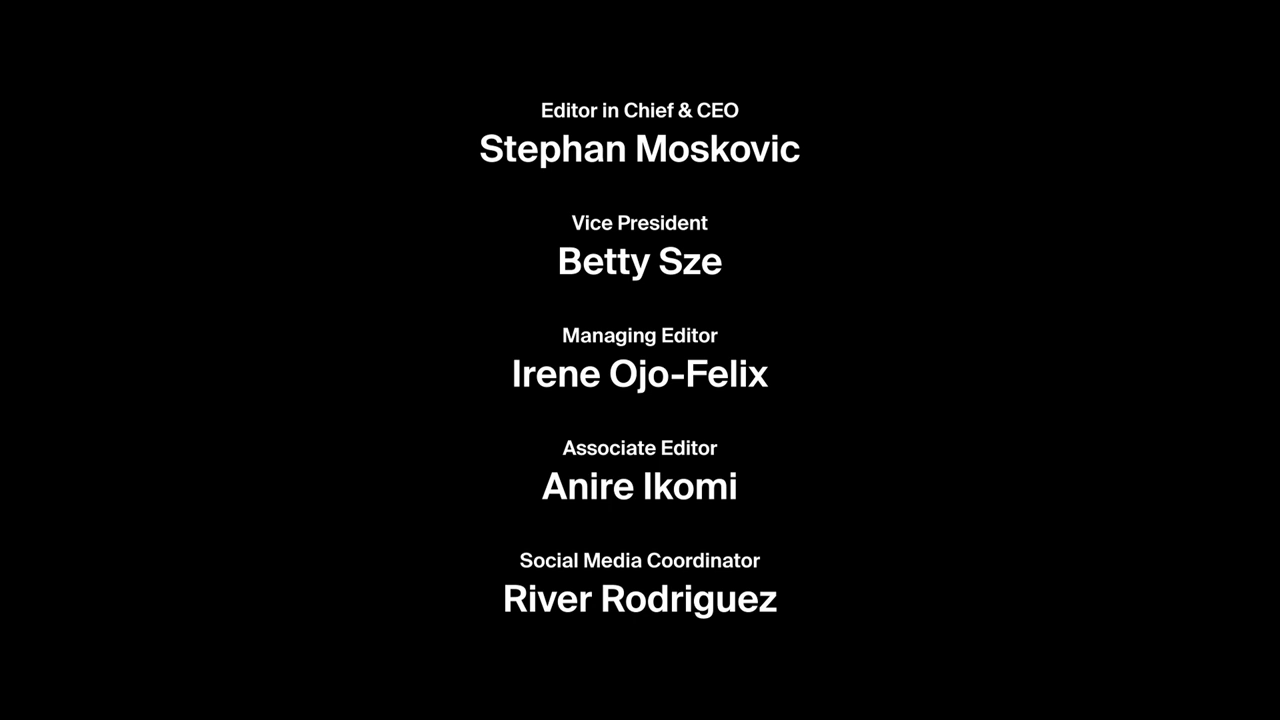 Editor in Chief & CEO
Stephan Moskovic
Vice President
Betty Sze
Managing Editor
Irene Ojo-Felix
Associate Editor
Anire Ikomi
Social Media Coordinator
River Rodriguez